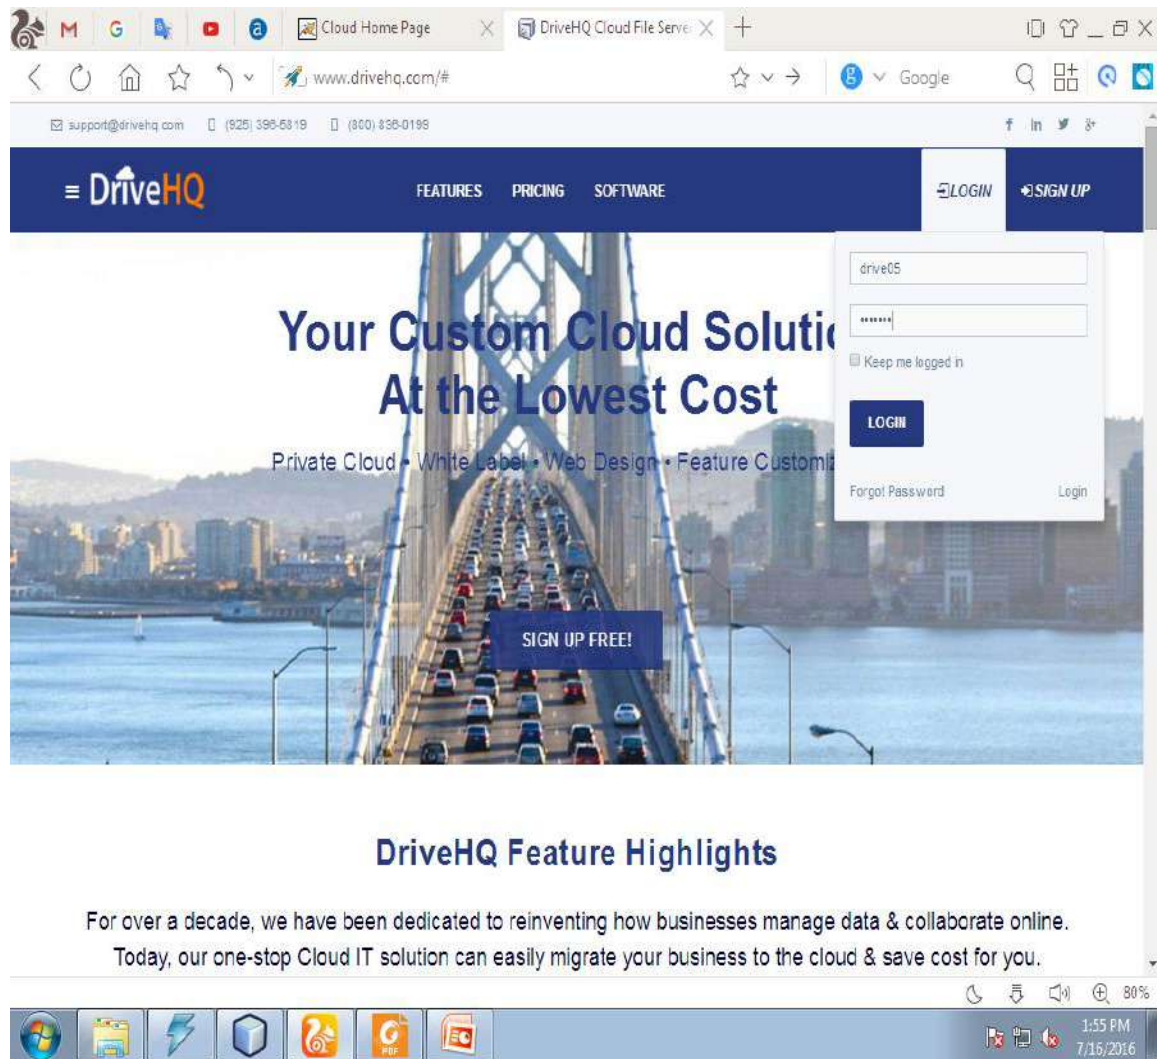 Cloud Home Page
DriveHQ Cloud File Serve
www.drivehq.com/#
Google
support@drivehq.com (925) 396-5819 (800) 836-0199
DriveHQ
FEATURES PRICING SOFTWARE
LOGIN SIGN UP
drive05
Keep me logged in
LOGIN
Forgot Password Login
Your Custom Cloud Solutio
At the Lowest Cost
Private Cloud • White Label • Web Design • Feature Customiz
SIGN UP FREE!
DriveHQ Feature Highlights
For over a decade, we have been dedicated to reinventing how businesses manage data & collaborate online.
Today, our one-stop Cloud IT solution can easily migrate your business to the cloud & save cost for you.
80%
PDF
1:55 PM
7/16/2016